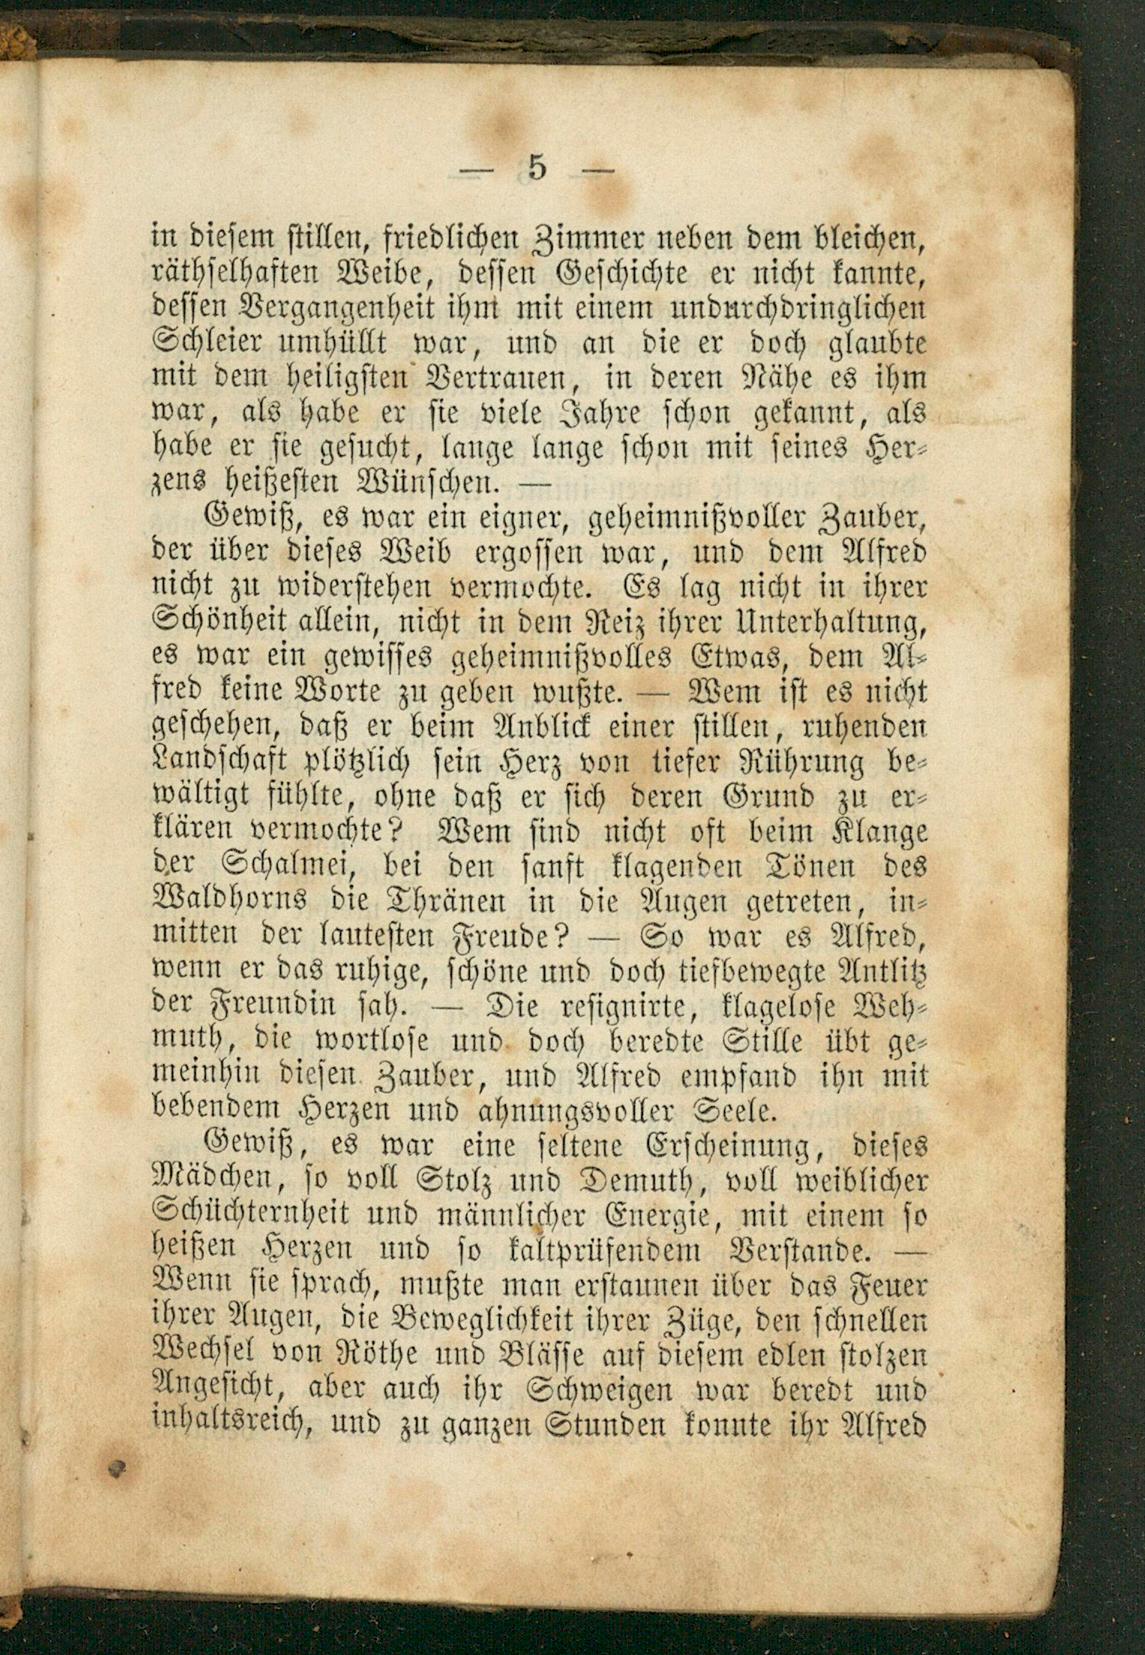 — 5 —
in diesem stillen, friedlichen Zimmer neben dem bleichen,
räthselhaften Weibe, dessen Geschichte er nicht kannte,
dessen Vergangenheit ihm mit einem undurchdringlichen
Schleier umhüllt war, und an die er doch glaubte
mit dem heiligsten Vertrauen, in deren Nähe es ihm
war, als habe er sie viele Jahre schon gekannt, als
habe er sie gesucht, lange lange schon mit seines Her-
zens heißesten Wünschen. —
Gewiß, es war ein eigner, geheimnißvoller Zauber,
der über dieses Weib ergossen war, und dem Alfred
nicht zu widerstehen vermochte. Es lag nicht in ihrer
Schönheit allein, nicht in dem Reiz ihrer Unterhaltung,
es war ein gewisses geheimnißvolles Etwas, dem Al-
fred keine Worte zu geben wußte. — Wem ist es nicht
geschehen, daß er beim Anblick einer stillen, ruhenden
Landschaft plötzlich sein Herz von tiefer Rührung be-
wältigt fühlte, ohne daß er sich deren Grund zu er-
klären vermochte? Wem sind nicht oft beim Klange
der Schalmei, bei den sanft klagenden Tönen des
Waldhorns die Thränen in die Augen getreten, in-
mitten der lautesten Freude? — So war es Alfred,
wenn er das ruhige, schöne und doch tiefbewegte Antlitz
der Freundin sah. — Die resignirte, klagelose Weh-
muth, die wortlose und doch beredte Stille übt ge-
meinhin diesen Zauber, und Alfred empfand ihn mit
bebendem Herzen und ahnungsvoller Seele.
Gewiß, es war eine seltene Erscheinung, dieses
Mädchen, so voll Stolz und Demuth, voll weiblicher
Schüchternheit und männlicher Energie, mit einem so
heißen Herzen und so kaltprüfendem Verstande. —
Wenn sie sprach, mußte man erstaunen über das Feuer
ihrer Augen, die Beweglichkeit ihrer Züge, den schnellen
Wechsel von Röthe und Blässe auf diesem edlen stolzen
Angesicht, aber auch ihr Schweigen war beredt und
inhaltsreich, und zu ganzen Stunden konnte ihr Alfred